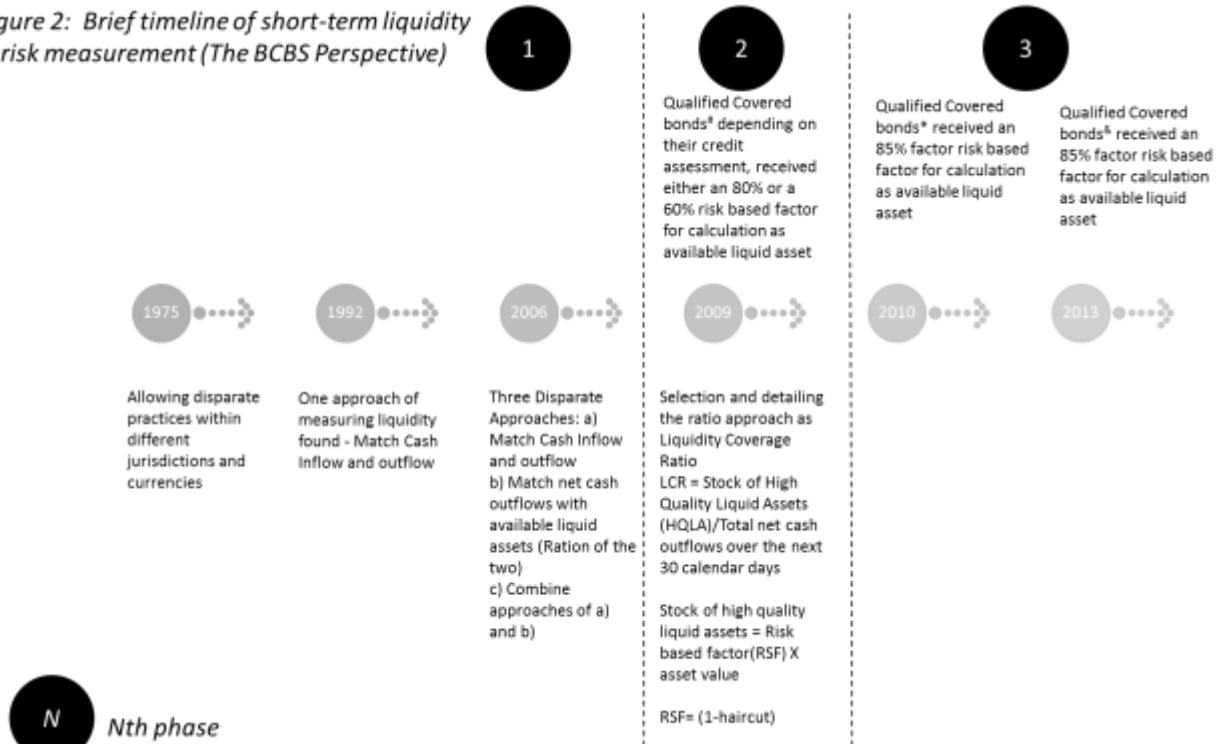 gure 2: Brief timeline of short-term liquidity
risk measurement (The BCBS Perspective)
1
2
3
Qualified Covered
bonds# depending on
their credit
assessment, received
either an 80% or a
60% risk based factor
for calculation as
available liquid asset
Qualified Covered
bonds* received an
85% factor risk based
factor for calculation
as available liquid
asset
Qualified Covered
bonds& received an
85% factor risk based
factor for calculation
as available liquid
asset
1975
1992
2006
2009
2010
2013
Allowing disparate
practices within
different
jurisdictions and
currencies
One approach of
measuring liquidity
found - Match Cash
Inflow and outflow
Three Disparate
Approaches: a)
Match Cash Inflow
and outflow
b) Match net cash
outflows with
available liquid
assets (Ration of the
two)
c) Combine
approaches of a)
and b)
Selection and detailing
the ratio approach as
Liquidity Coverage
Ratio
LCR = Stock of High
Quality Liquid Assets
(HQLA)/Total net cash
outflows over the next
30 calendar days
Stock of high quality
liquid assets = Risk
based factor(RSF) X
asset value
RSF= (1-haircut)
N
Nth phase